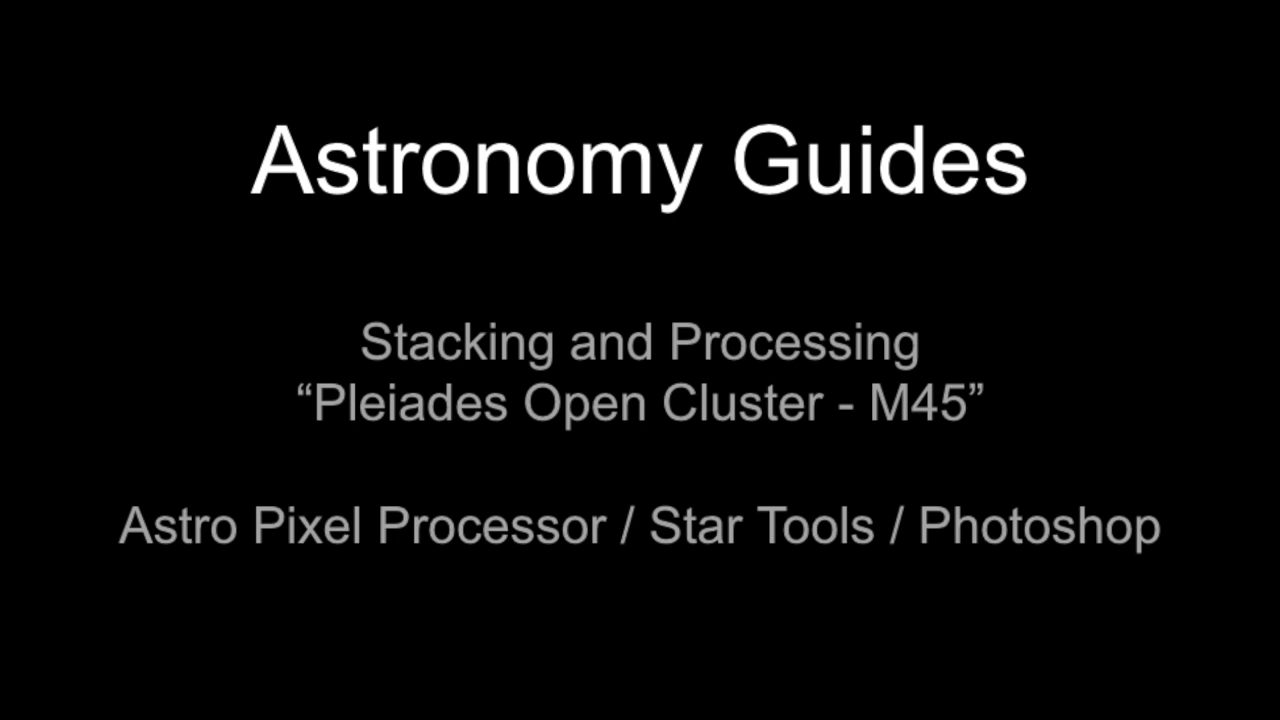 Astronomy Guides
Stacking and Processing
“Pleiades Open Cluster - M45”
Astro Pixel Processor / Star Tools / Photoshop